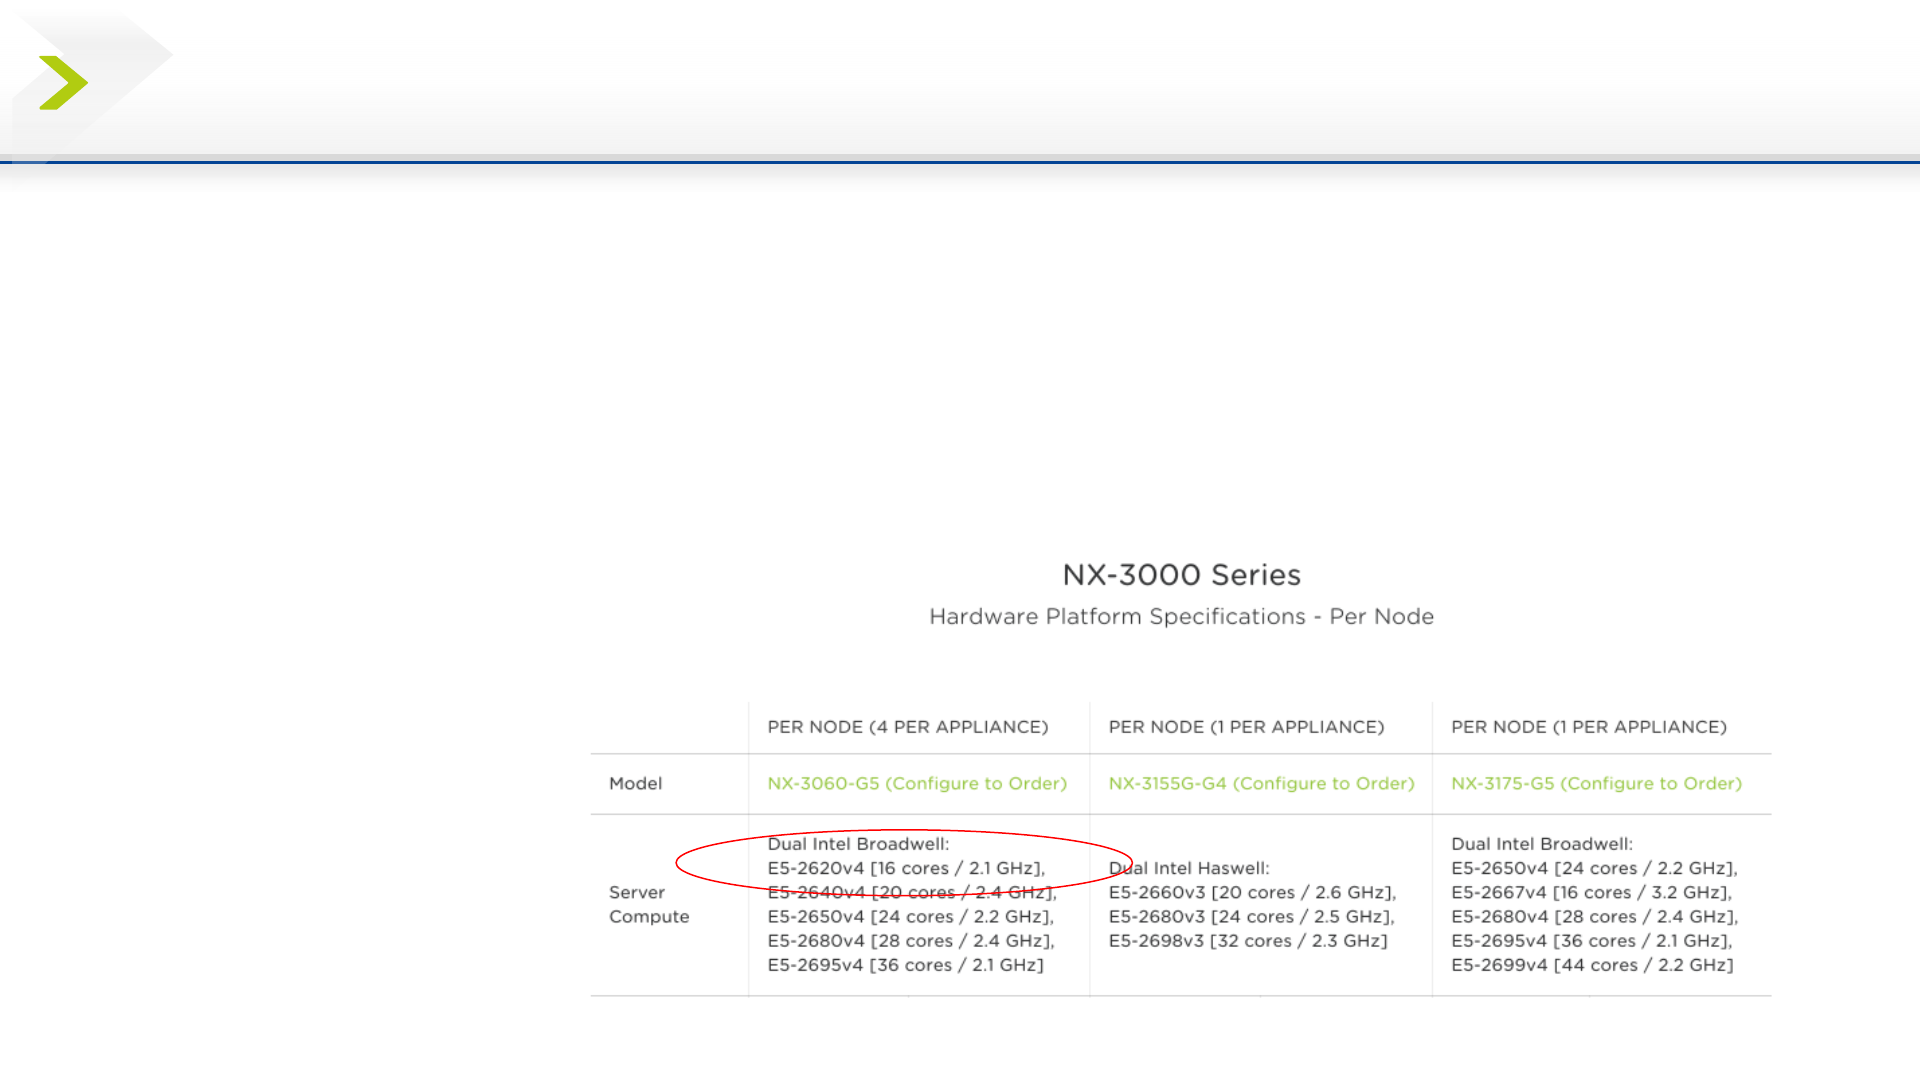 NX-3000 Series
Hardware Platform Specifications - Per Node
PER NODE (4 PER APPLIANCE) PER NODE (1 PER APPLIANCE) PER NODE (1 PER APPLIANCE)
Model NX-3060-G5 (Configure to Order) NX-3155G-G4 (Configure to Order) NX-3175-G5 (Configure to Order)
Server
Compute
Dual Intel Broadwell:
E5-2620v4 [16 cores / 2.1 GHz],
E5-2640v4 [20 cores / 2.4 GHz],
E5-2650v4 [24 cores / 2.2 GHz],
E5-2680v4 [28 cores / 2.4 GHz],
E5-2695v4 [36 cores / 2.1 GHz]
Dual Intel Haswell:
E5-2660v3 [20 cores / 2.6 GHz],
E5-2680v3 [24 cores / 2.5 GHz],
E5-2698v3 [32 cores / 2.3 GHz]
Dual Intel Broadwell:
E5-2650v4 [24 cores / 2.2 GHz],
E5-2667v4 [16 cores / 3.2 GHz],
E5-2680v4 [28 cores / 2.4 GHz],
E5-2695v4 [36 cores / 2.1 GHz],
E5-2699v4 [44 cores / 2.2 GHz]